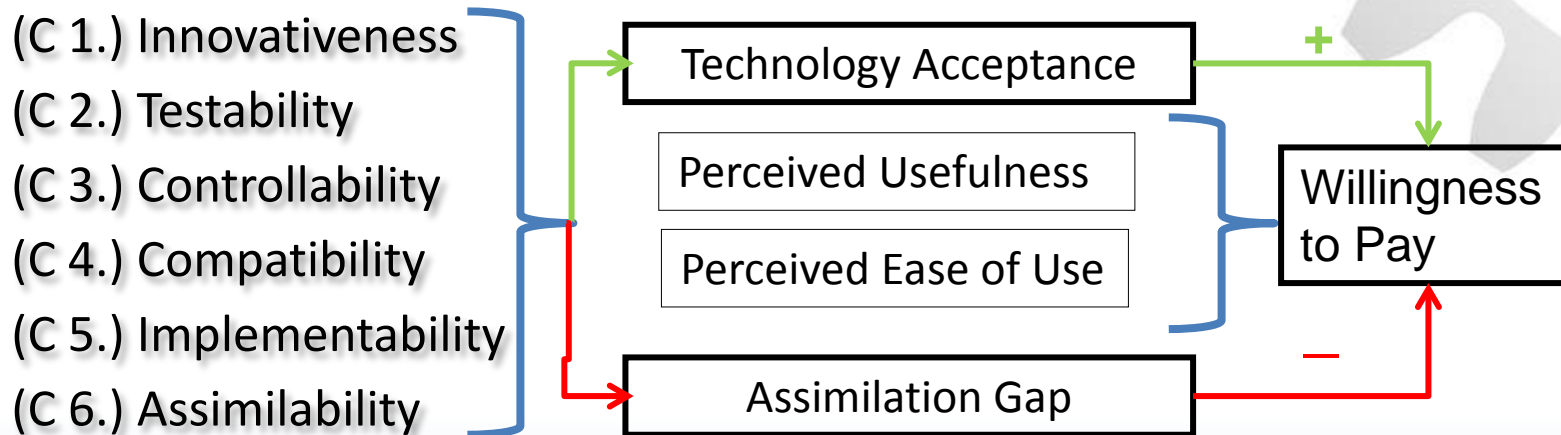 (C 1.) Innovativeness
(C 2.) Testability
(C 3.) Controllability
(C 4.) Compatibility
(C 5.) Implementability
(C 6.) Assimilability
Technology Acceptance
Perceived Usefulness
Perceived Ease of Use
Assimilation Gap
+
–
Willingness
to Pay